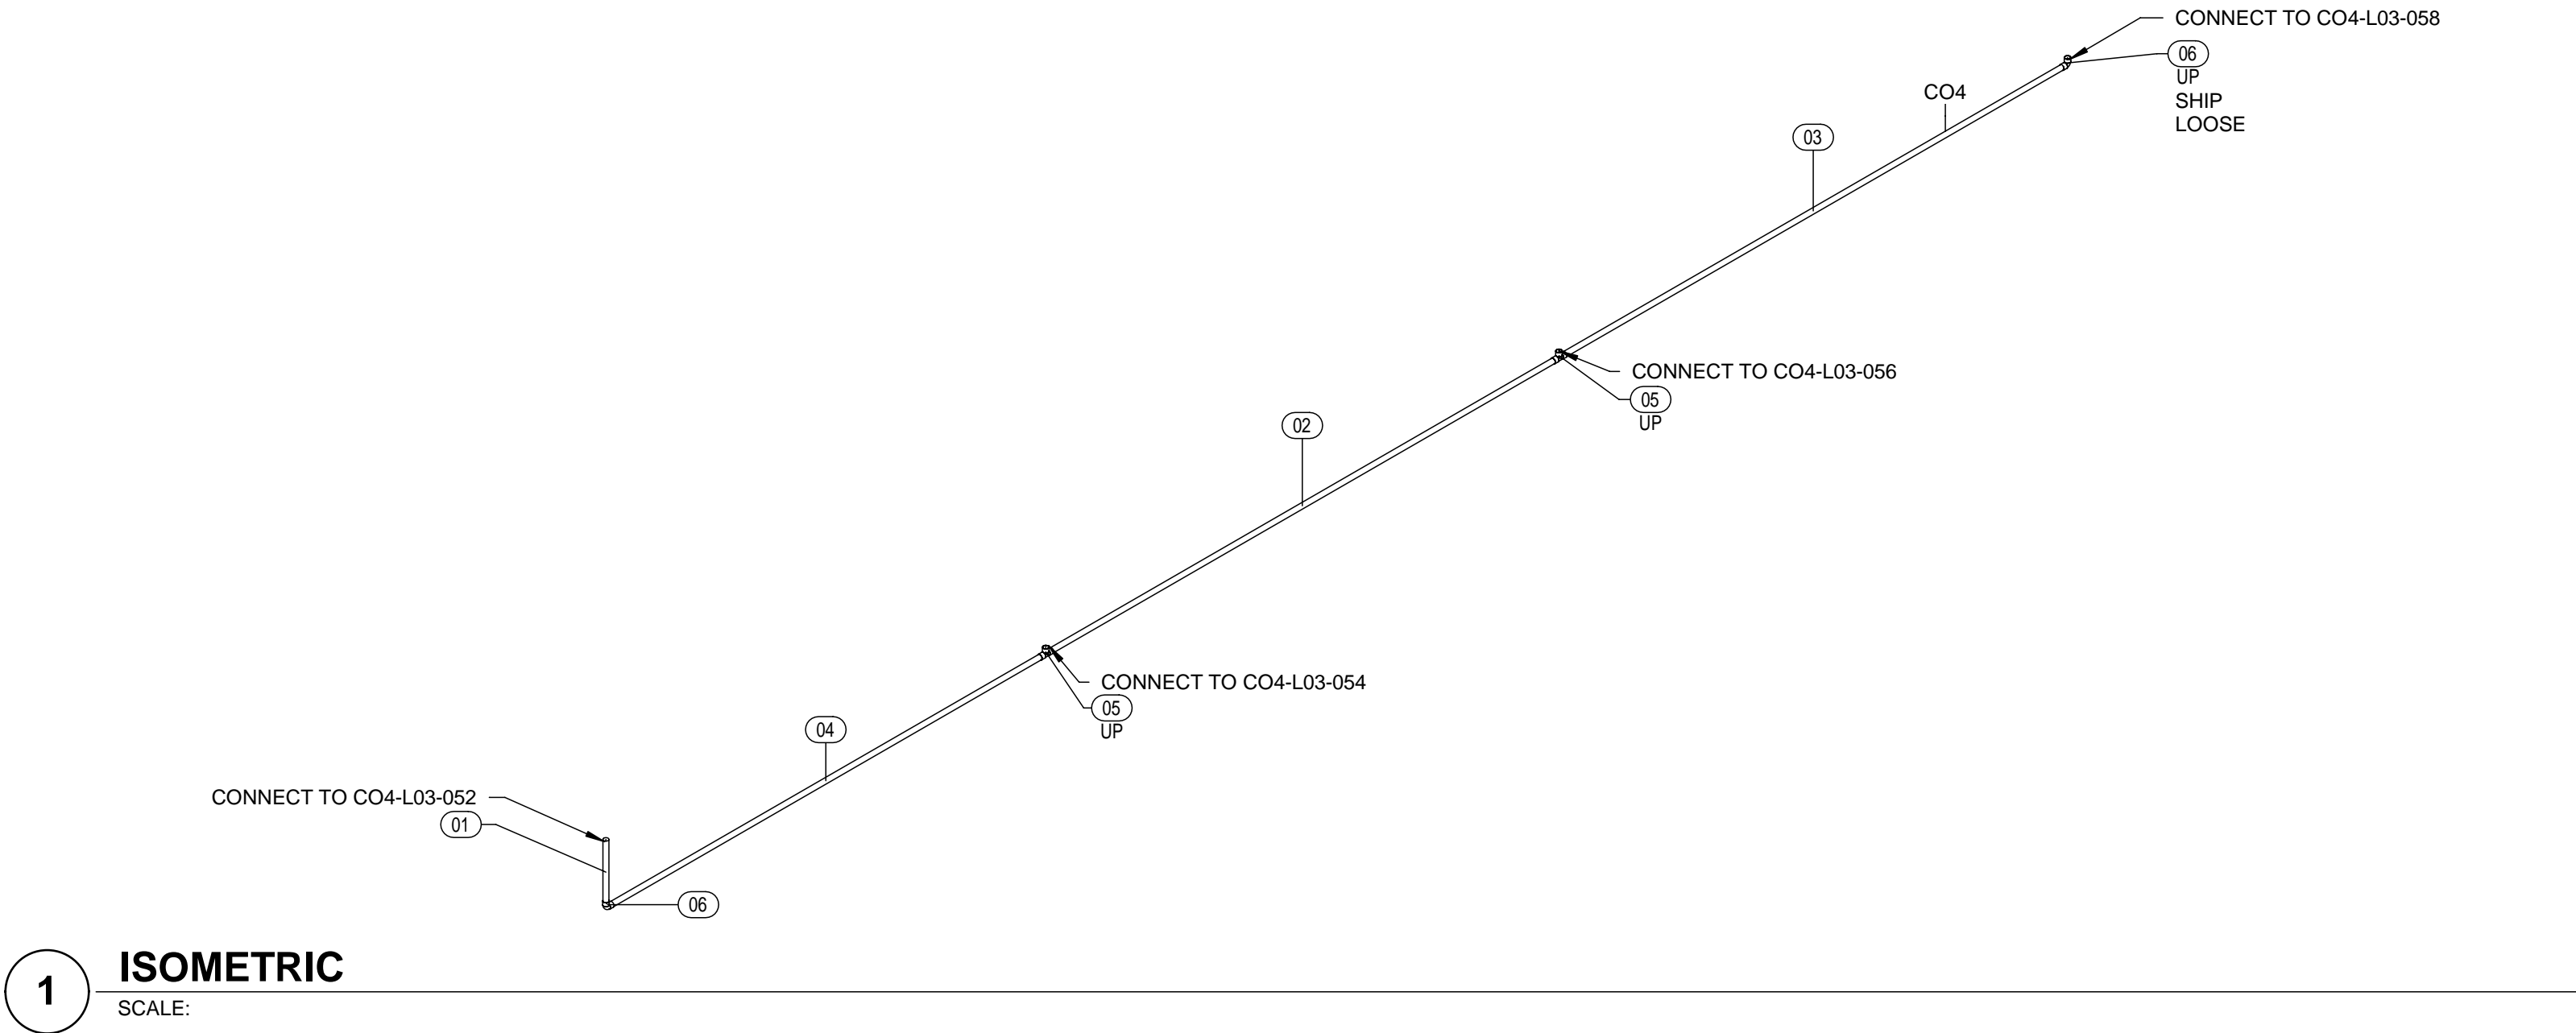 CONNECT TO CO4-L03-058
06
UP
SHIP
LOOSE
CO4
03
CONNECT TO CO4-L03-056
05
UP
02
CONNECT TO CO4-L03-054
05
UP
04
CONNECT TO CO4-L03-052
01
06
1
ISOMETRIC
SCALE: